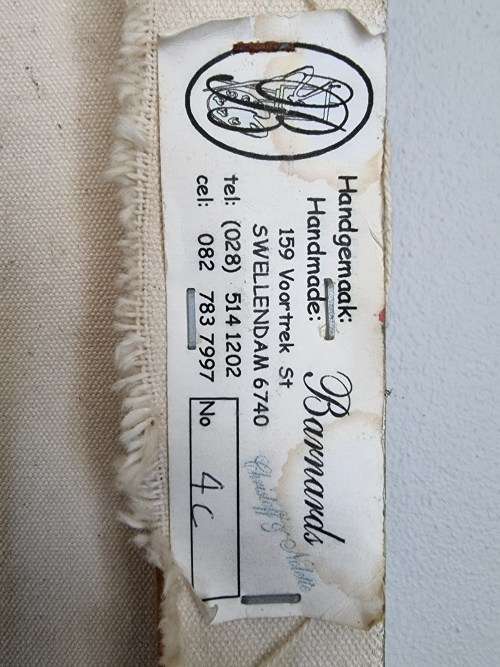 Handgemaak:
Handmade: Barnards
159 Voortrek St
SWELLENDAM 6740
tel: (028) 514 1202
cel: 082 783 7997
No 4c